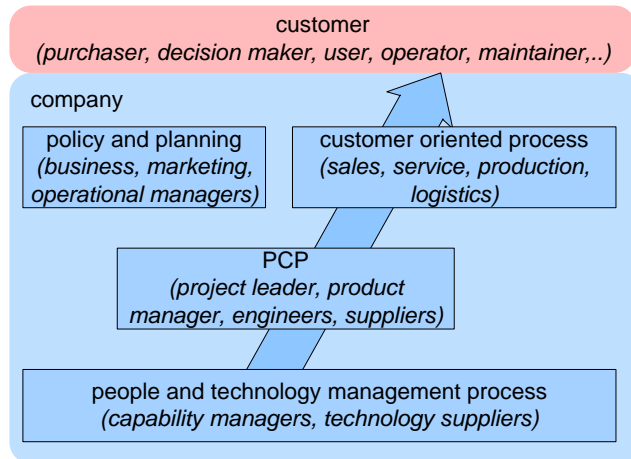 customer
(purchaser, decision maker, user, operator, maintainer,..)
company
policy and planning
(business, marketing,
operational managers)
customer oriented process
(sales, service, production,
logistics)
PCP
(project leader, product
manager, engineers, suppliers)
people and technology management process
(capability managers, technology suppliers)